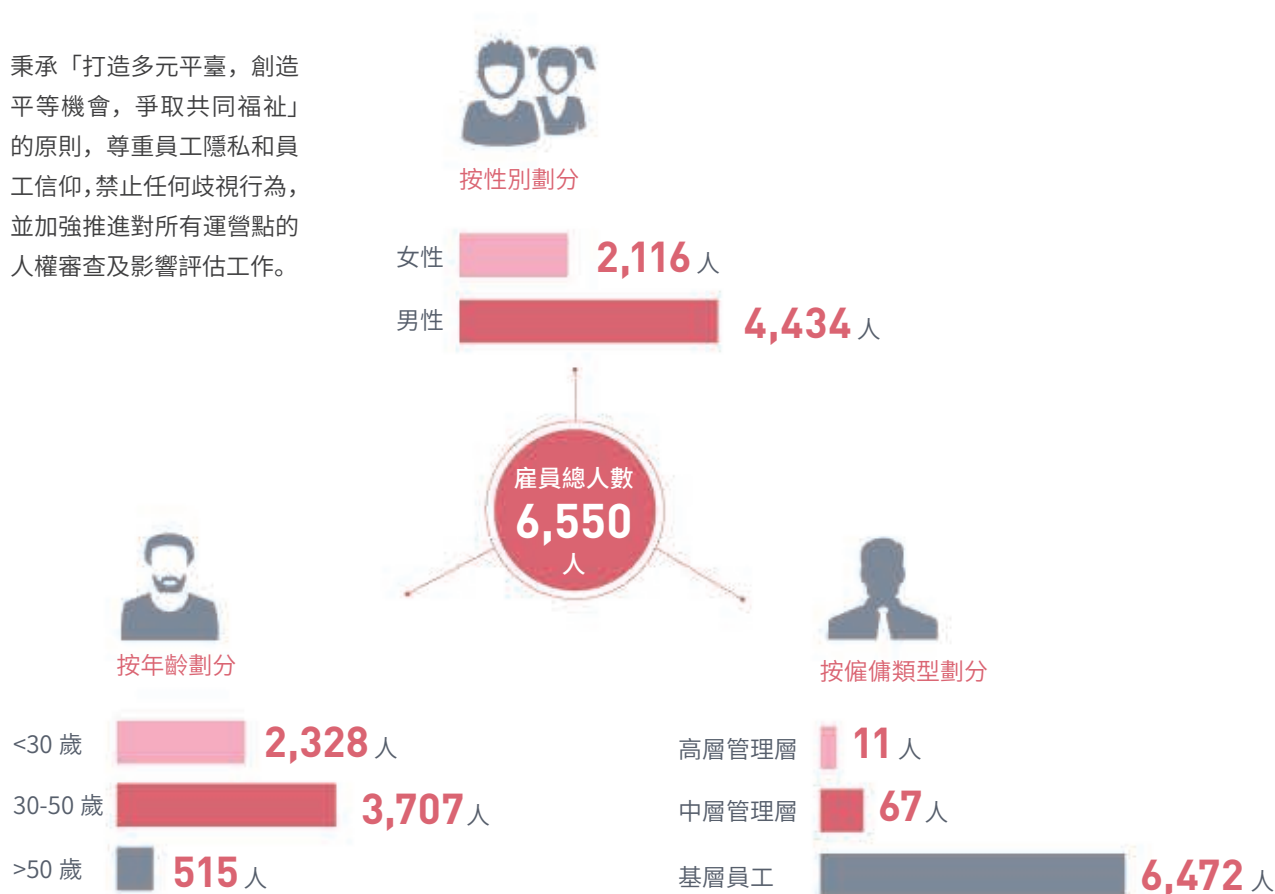 秉承「打造多元平臺，創造
平等機會，爭取共同福祉」
的原則，尊重員工隱私和員
工信仰，禁止任何歧視行為，
並加強推進對所有運營點的
人權審查及影響評估工作。
按性別劃分
女性 2,116 人
男性 4,434 人
雇員總人數
6,550
人
按年齡劃分
<30 歲 2,328 人
30-50 歲 3,707 人
>50 歲 515 人
按僱傭類型劃分
高層管理層 11 人
中層管理層 67 人
基層員工 6,472 人